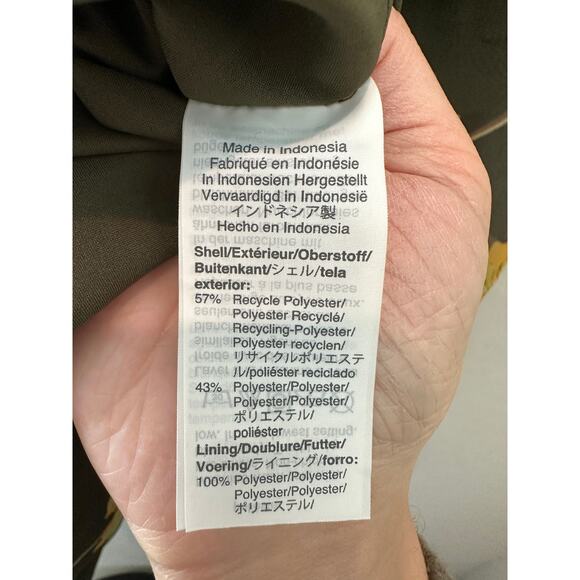 Made in Indonesia
Fabriqué en Indonésie
In Indonesien Hergestellt
Vervaardigd in Indonesië
インドネシア製
Hecho en Indonesia
Shell/Extérieur/Oberstoff/
Buitenkant/シェル/tela
exterior:
57% Recycle Polyester/
Polyester Recyclé/
Recycling-Polyester/
Polyester recyclen/
リサイクルポリエステ
ル/poliéster reciclado
43% Polyester/Polyester/
Polyester/Polyester/
ポリエステル/
poliéster
Lining/Doublure/Futter/
Voering/ライニング/forro:
100% Polyester/Polyester/
Polyester/Polyester/
ポリエステル/